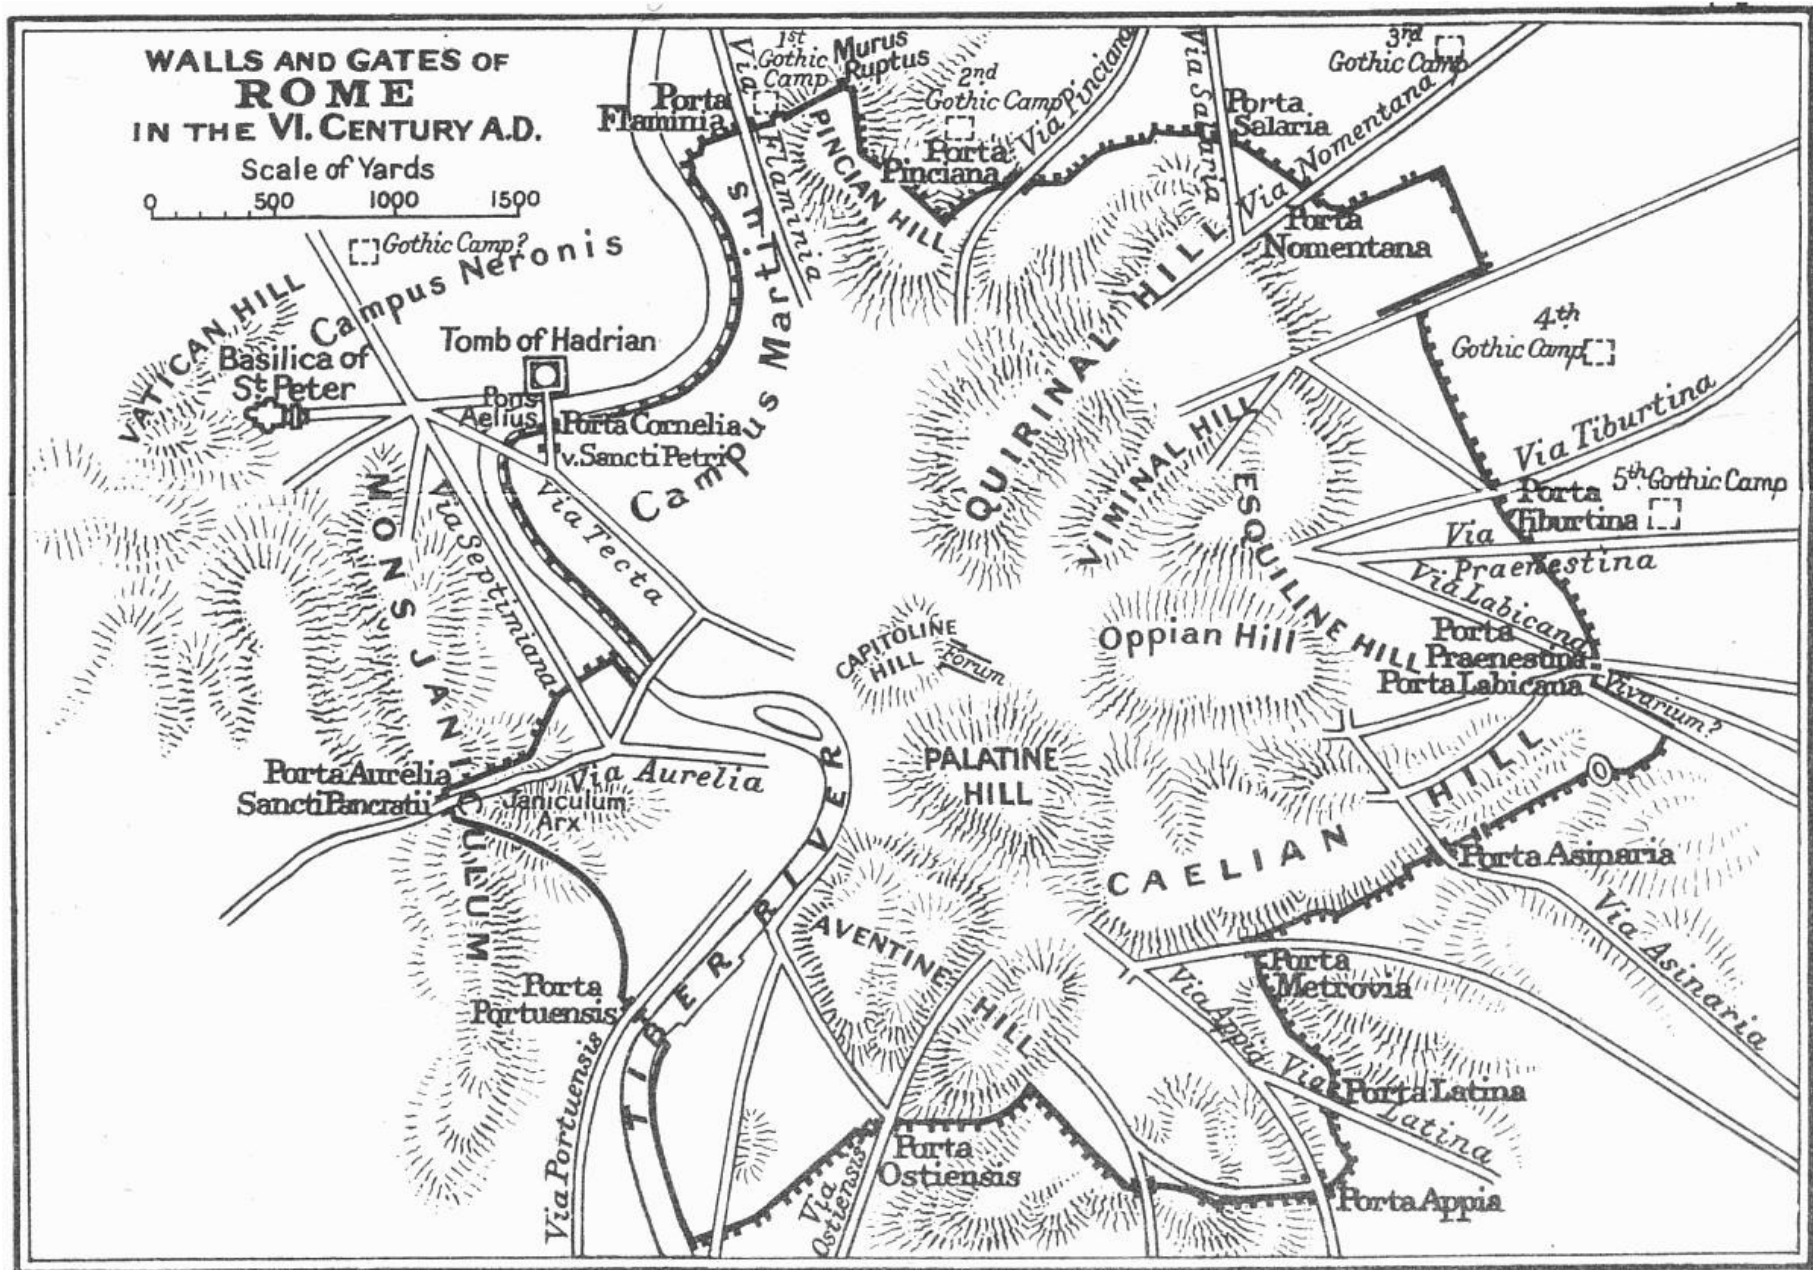 WALLS AND GATES OF
ROME
IN THE VI. CENTURY A.D.
Scale of Yards
0 500 1000 1500
Gothic Camp?
Campus Neronis
VATICAN HILL
Basilica of
St. Peter
Tomb of Hadrian
Pons
Aelius
Porta Cornelia
v. Sancti Petri
Campus Martius
Porta
Flaminia
Via Flaminia
1st
Gothic
Camp
Murus
Ruptus
PINCIAN HILL
2nd
Gothic Camp
Porta
Pinciana
Via Pinciana
Via Salaria
Porta
Salaria
3rd
Gothic Camp
Via Nomentana
Porta
Nomentana
QUIRINAL HILL
VIMINAL HILL
ESQUILINE HILL
4th
Gothic Camp
Via Tiburtina
5th Gothic Camp
Porta
Tiburtina
Via
Praenestina
Via Labicana
Porta
Praenestina
Porta Labicana
Vivarium?
Oppian Hill
CAPITOLINE
HILL
Forum
PALATINE
HILL
MONS JANICULUM
Via Septimiana
Via Tecta
Porta Aurelia
Sancti Pancratii
Via Aurelia
Janiculum
Arx
TIBER RIVER
AVENTINE
HILL
CAELIAN HILL
Porta Asinaria
Via Asinaria
Porta
Metrovia
Via Appia
Via Latina
Porta Latina
Porta Appia
Porta
Portuensis
Via Portuensis
Porta
Ostiensis
Via
Ostiensis